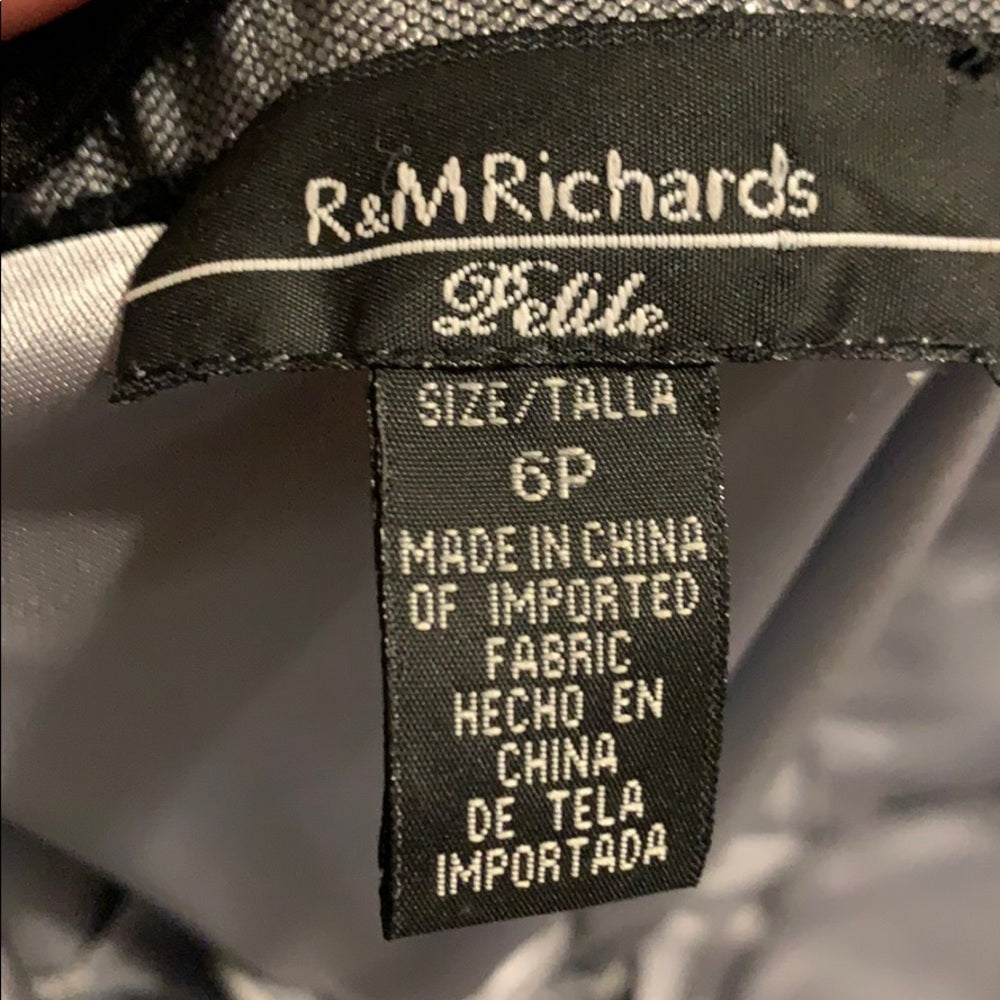 R&M Richards
Petite
SIZE/TALLA
6P
MADE IN CHINA
OF IMPORTED
FABRIC
HECHO EN
CHINA
DE TELA
IMPORTADA